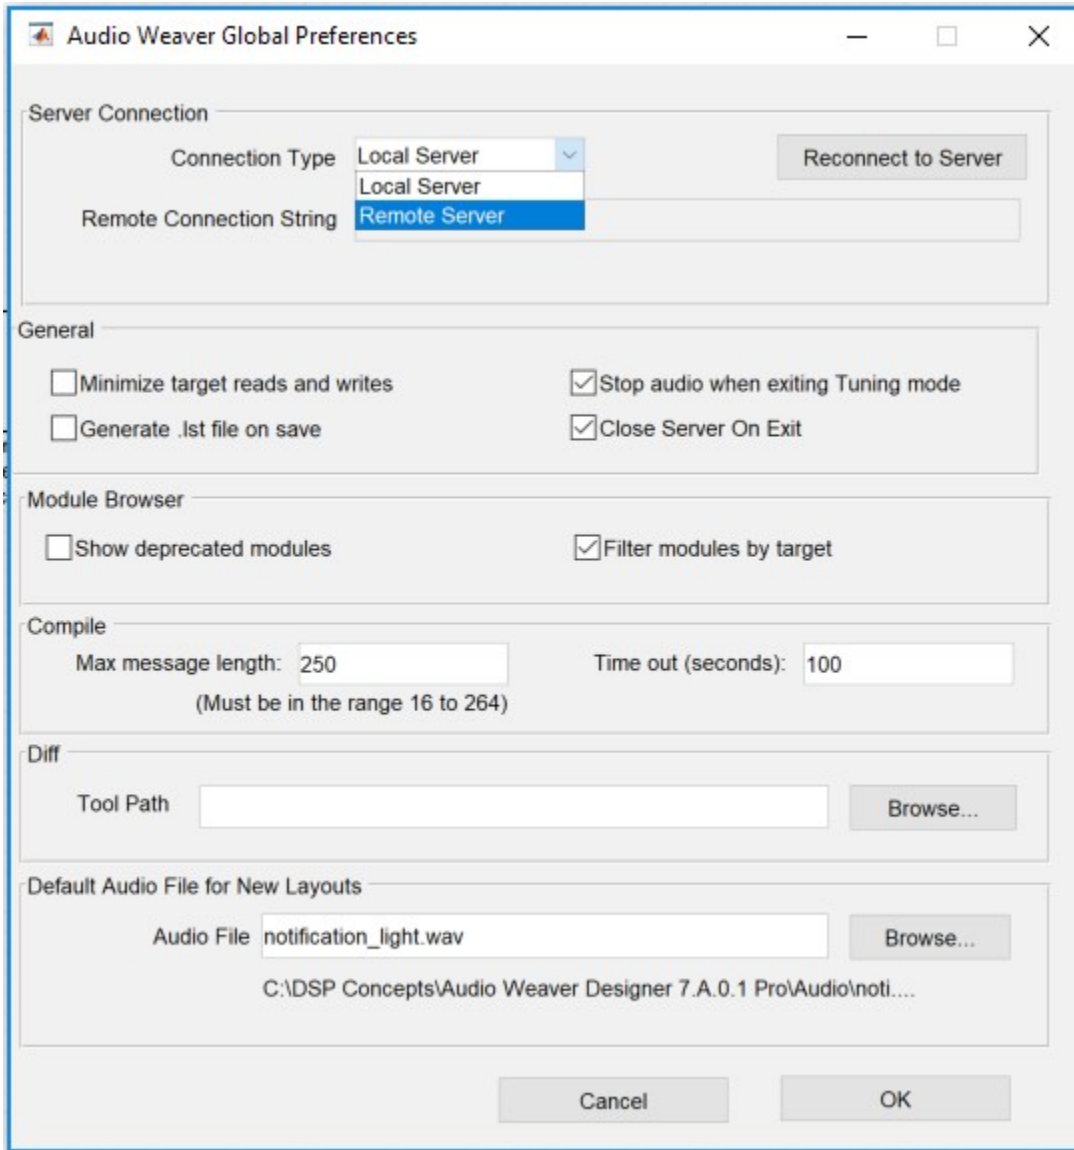 Audio Weaver Global Preferences
Server Connection
Connection Type Local Server Reconnect to Server
Local Server
Remote Server
Remote Connection String
General
Minimize target reads and writes Stop audio when exiting Tuning mode
Generate .lst file on save Close Server On Exit
Module Browser
Show deprecated modules Filter modules by target
Compile
Max message length: 250 Time out (seconds): 100
(Must be in the range 16 to 264)
Diff
Tool Path Browse...
Default Audio File for New Layouts
Audio File notification_light.wav Browse...
C:\DSP Concepts\Audio Weaver Designer 7.A.0.1 Pro\Audio\noti....
Cancel OK